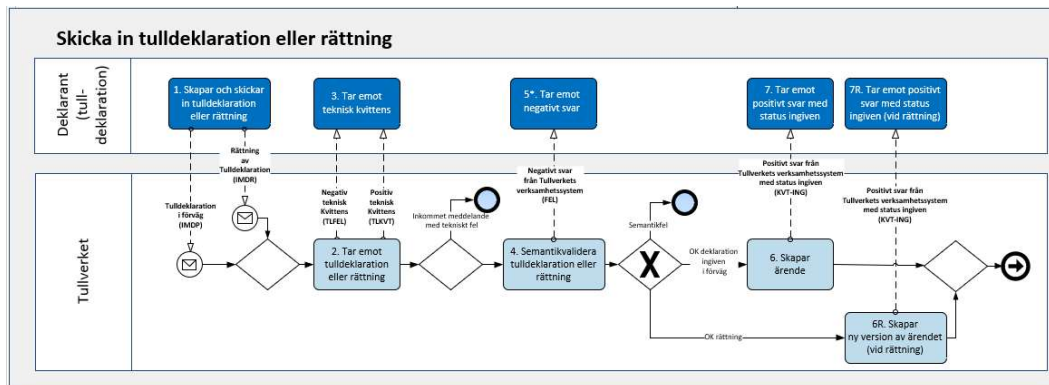 Skicka in tulldeklaration eller rättning
Deklarant
(tull-
deklaration)
1. Skapar och skickar
in tulldeklaration
eller rättning
3. Tar emot
teknisk kvittens
5*. Tar emot
negativt svar
7. Tar emot
positivt svar med
status ingiven
7R. Tar emot positivt
svar med status
ingiven (vid rättning)
Rättning
av
Tulldeklaration
(IMDR)
Tulldeklaration
i förväg
(IMDP)
Negativ
teknisk
Kvittens
(TLFEL)
Positiv
teknisk
Kvittens
(TLKVT)
Inkommet meddelande
med tekniskt fel
Negativt svar
från Tullverkets
verksamhetssystem
(FEL)
Semantikfel
Positivt svar från
Tullverkets verksamhetssystem
med status ingiven
(KVT-ING)
Positivt svar från
Tullverkets verksamhetssystem
med status ingiven
(KVT-ING)
Tullverket
2. Tar emot
tulldeklaration
eller rättning
4. Semantikvalidera
tulldeklaration eller
rättning
X
OK deklaration
ingiven
i förväg
6. Skapar
ärende
OK rättning
6R. Skapar
ny version av ärendet
(vid rättning)